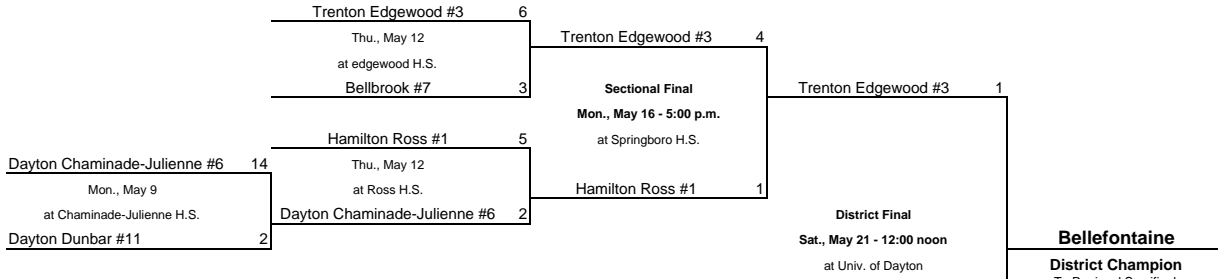 Trenton Edgewood #3 6
Thu., May 12
at edgewood H.S.
Bellbrook #7 3
Trenton Edgewood #3 4
Sectional Final
Mon., May 16 - 5:00 p.m.
at Springboro H.S.
Hamilton Ross #1 1
Hamilton Ross #1 5
Thu., May 12
at Ross H.S.
Dayton Chaminade-Julienne #6 2
Dayton Chaminade-Julienne #6 14
Mon., May 9
at Chaminade-Julienne H.S.
Dayton Dunbar #11 2
Trenton Edgewood #3 1
District Final
Sat., May 21 - 12:00 noon
at Univ. of Dayton
Bellefontaine
District Champion